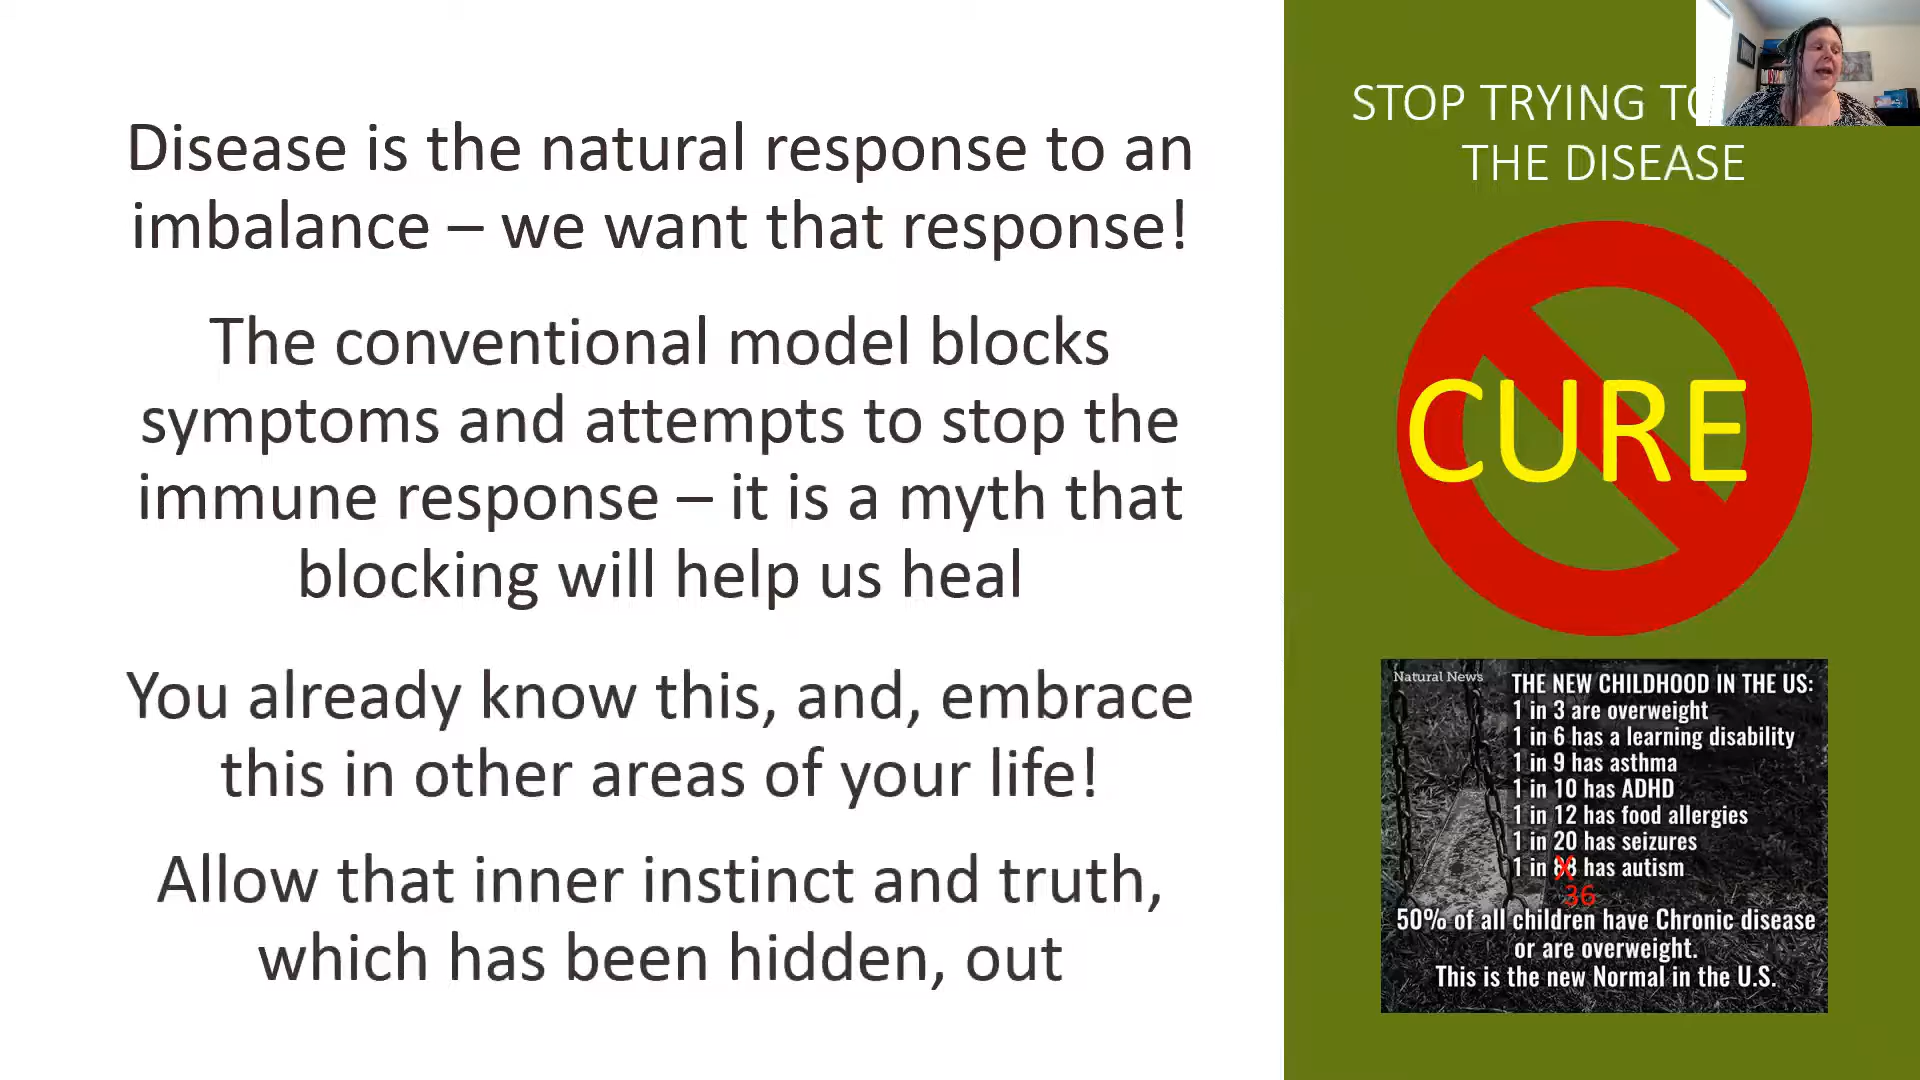 Disease is the natural response to an
imbalance – we want that response!
The conventional model blocks
symptoms and attempts to stop the
immune response – it is a myth that
blocking will help us heal
You already know this, and, embrace
this in other areas of your life!
Allow that inner instinct and truth,
which has been hidden, out
STOP TRYING TO
THE DISEASE
CURE
Natural News
THE NEW CHILDHOOD IN THE US:
1 in 3 are overweight
1 in 6 has a learning disability
1 in 9 has asthma
1 in 10 has ADHD
1 in 12 has food allergies
1 in 20 has seizures
1 in 88 has autism
36
50% of all children have Chronic disease
or are overweight.
This is the new Normal in the U.S.